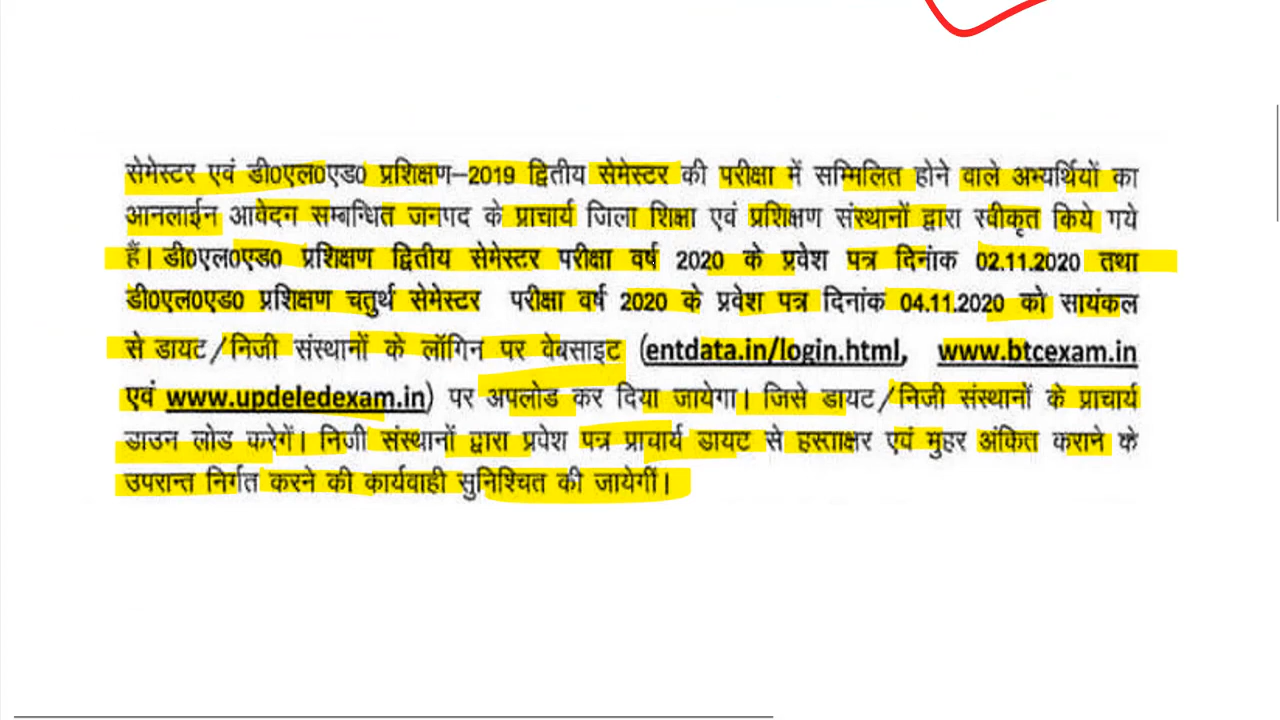 सेमेस्टर एवं डी0एल0एड0 प्रशिक्षण–2019 द्वितीय सेमेस्टर की परीक्षा में सम्मिलित होने वाले अभ्यर्थियों का
आनलाईन आवेदन सम्बन्धित जनपद के प्राचार्य जिला शिक्षा एवं प्रशिक्षण संस्थानों द्वारा स्वीकृत किये गये
हैं। डी0एल0एड0 प्रशिक्षण द्वितीय सेमेस्टर परीक्षा वर्ष 2020 के प्रवेश पत्र दिनांक 02.11.2020 तथा
डी0एल0एड0 प्रशिक्षण चतुर्थ सेमेस्टर परीक्षा वर्ष 2020 के प्रवेश पत्र दिनांक 04.11.2020 को सायंकल
से डायट/निजी संस्थानों के लॉगिन पर वेबसाइट (entdata.in/login.html, www.btcexam.in
एवं www.updeledexam.in) पर अपलोड कर दिया जायेगा। जिसे डायट/निजी संस्थानों के प्राचार्य
डाउन लोड करेगें। निजी संस्थानों द्वारा प्रवेश पत्र प्राचार्य डायट से हस्ताक्षर एवं मुहर अंकित कराने के
उपरान्त निर्गत करने की कार्यवाही सुनिश्चित की जायेगीं।